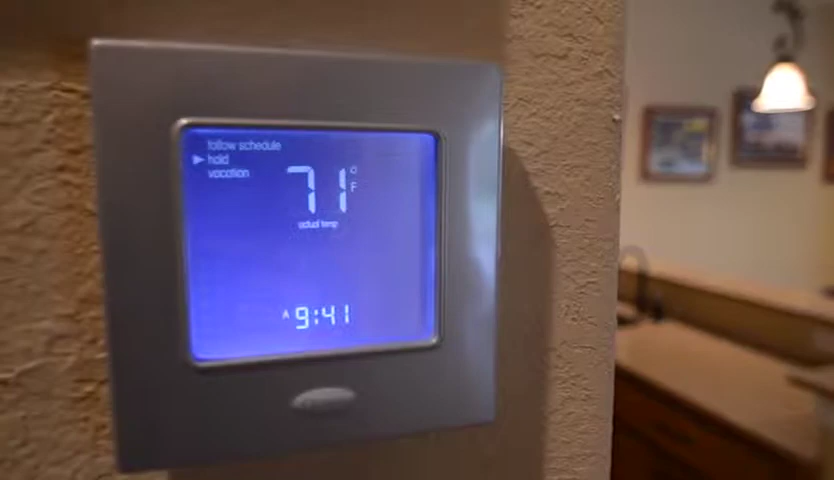 follow schedule
hold
vacation
71 °F
actual temp
A 9:41